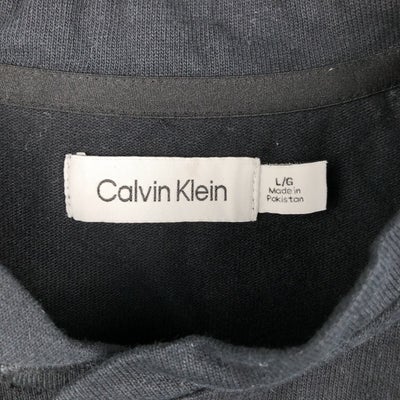 Calvin Klein
L/G
Made in
Pakistan